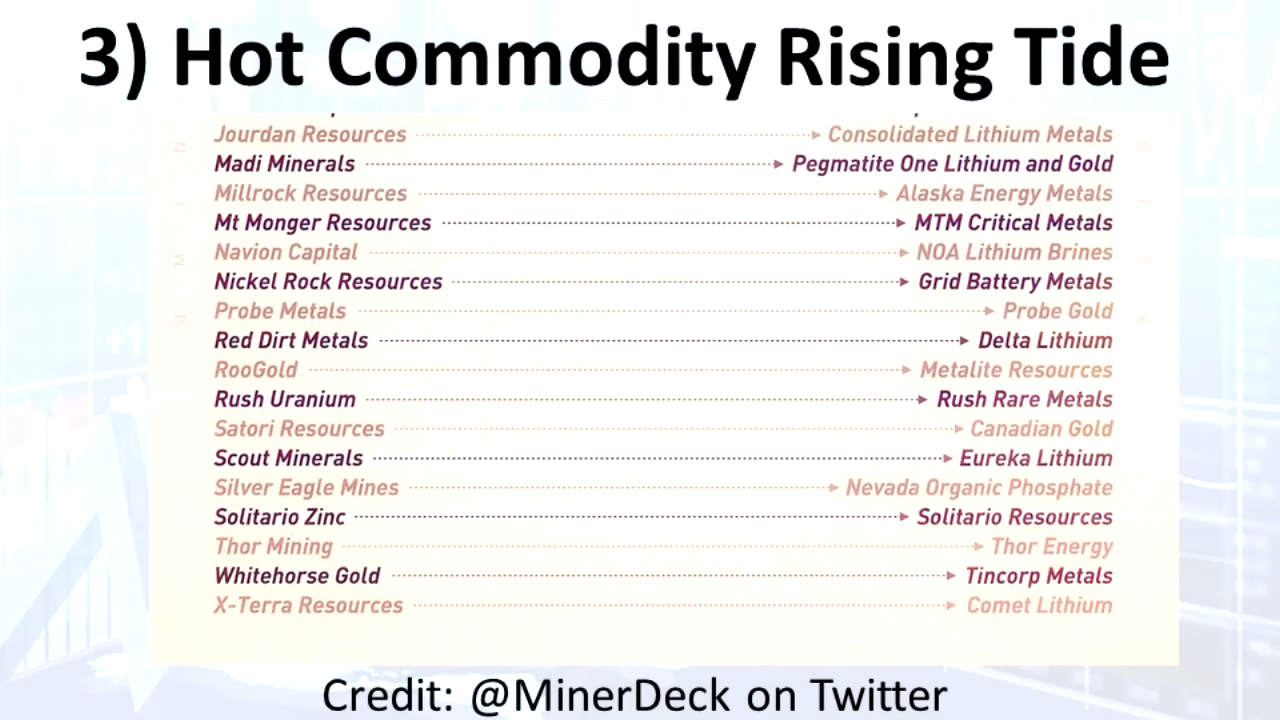 3) Hot Commodity Rising Tide
Jourdan Resources Consolidated Lithium Metals
Madi Minerals Pegmatite One Lithium and Gold
Millrock Resources Alaska Energy Metals
Mt Monger Resources MTM Critical Metals
Navion Capital NOA Lithium Brines
Nickel Rock Resources Grid Battery Metals
Probe Metals Probe Gold
Red Dirt Metals Delta Lithium
RooGold Metalite Resources
Rush Uranium Rush Rare Metals
Satori Resources Canadian Gold
Scout Minerals Eureka Lithium
Silver Eagle Mines Nevada Organic Phosphate
Solitario Zinc Solitario Resources
Thor Mining Thor Energy
Whitehorse Gold Tincorp Metals
X-Terra Resources Comet Lithium
Credit: @MinerDeck on Twitter